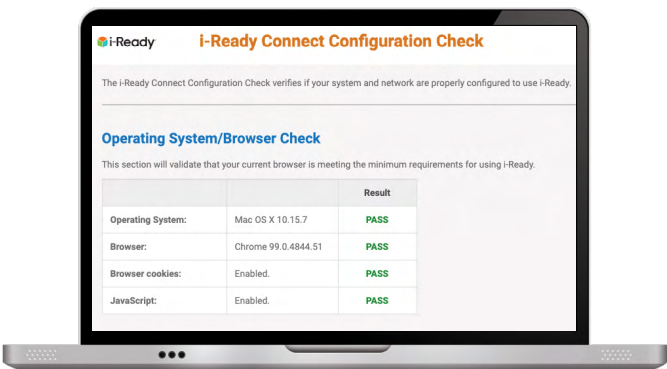 i-Ready
i-Ready Connect Configuration Check
The i-Ready Connect Configuration Check verifies if your system and network are properly configured to use i-Ready.
Operating System/Browser Check
This section will validate that your current browser is meeting the minimum requirements for using i-Ready.
Result
Operating System: Mac OS X 10.15.7 PASS
Browser: Chrome 99.0.4844.51 PASS
Browser cookies: Enabled. PASS
JavaScript: Enabled. PASS